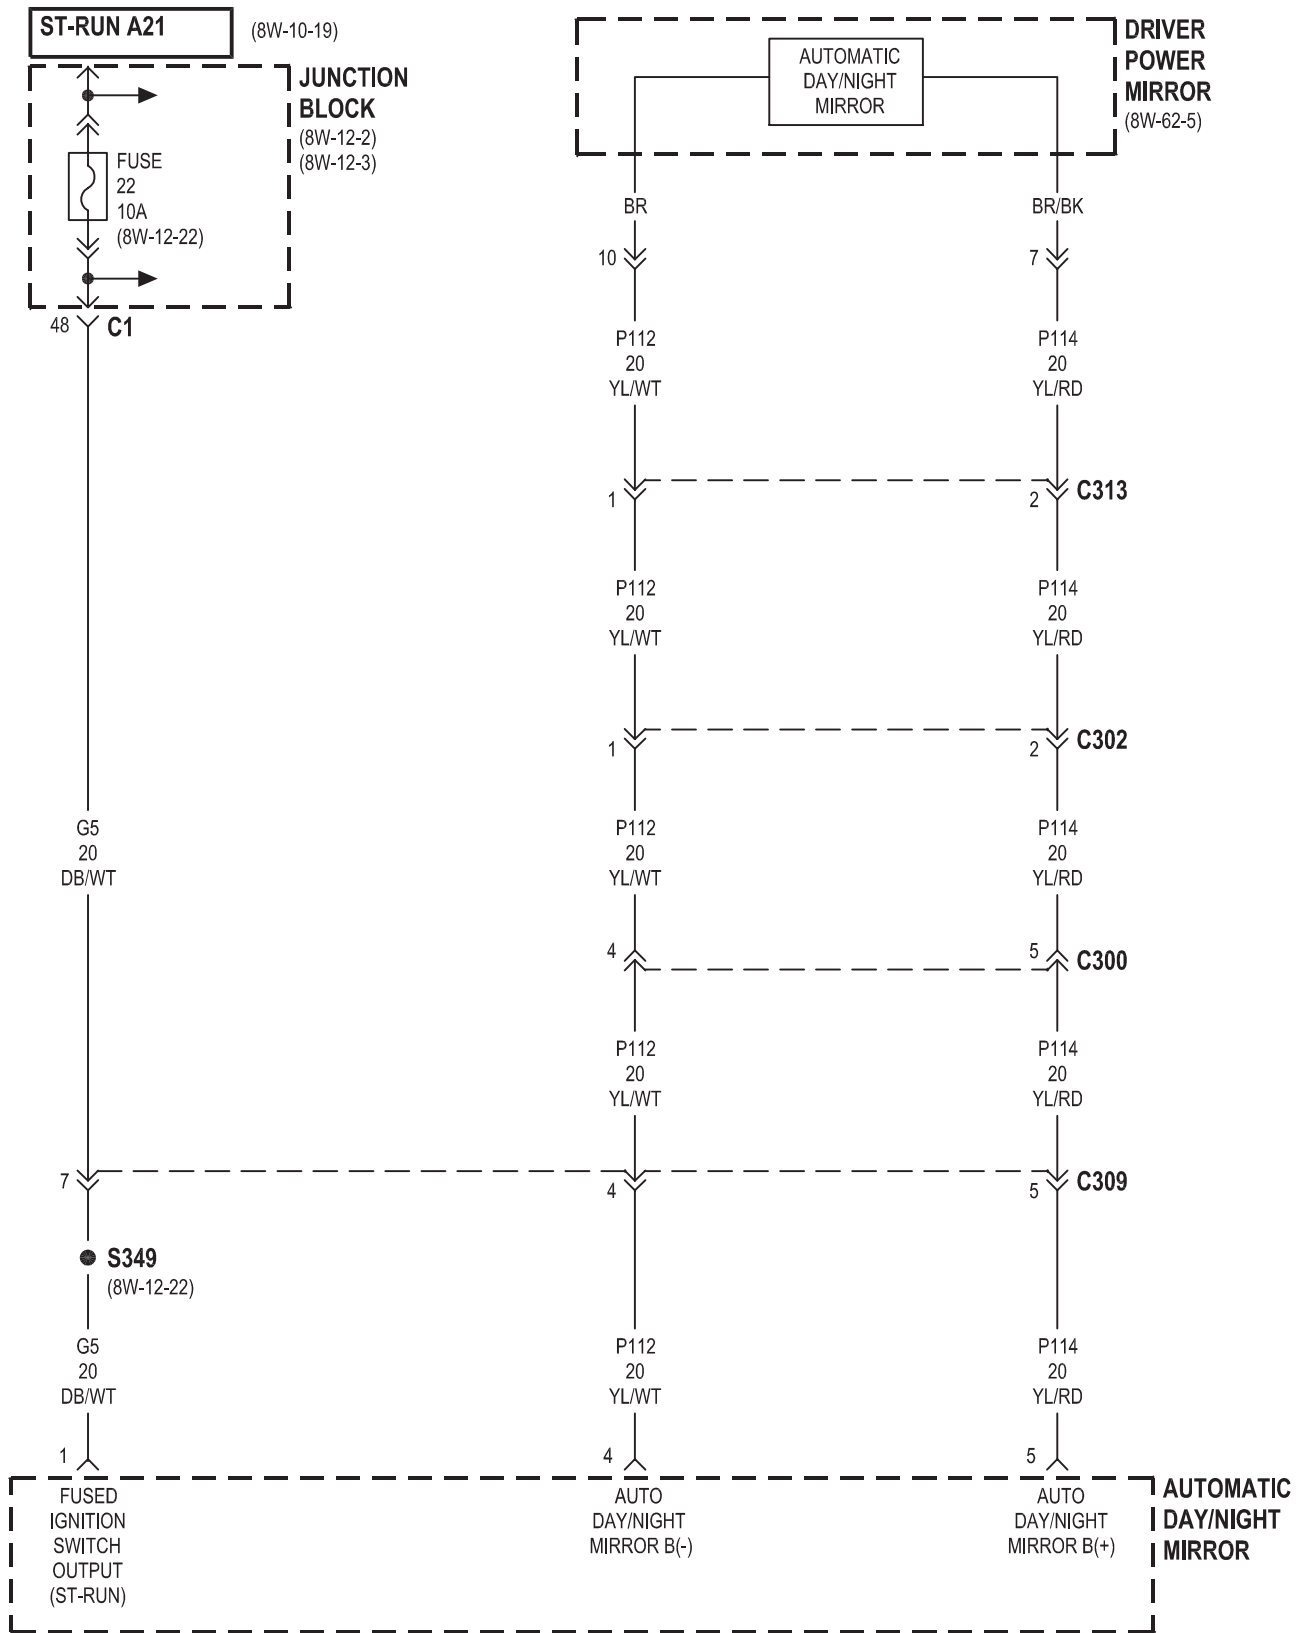 ST-RUN A21
(8W-10-19)
JUNCTION
BLOCK
(8W-12-2)
(8W-12-3)
FUSE
22
10A
(8W-12-22)
48
C1
AUTOMATIC
DAY/NIGHT
MIRROR
DRIVER
POWER
MIRROR
(8W-62-5)
BR
BR/BK
10
7
P112
20
YL/WT
P114
20
YL/RD
1
2
C313
P112
20
YL/WT
P114
20
YL/RD
1
2
C302
G5
20
DB/WT
P112
20
YL/WT
P114
20
YL/RD
4
5
C300
P112
20
YL/WT
P114
20
YL/RD
7
4
5
C309
S349
(8W-12-22)
G5
20
DB/WT
P112
20
YL/WT
P114
20
YL/RD
1
4
5
FUSED
IGNITION
SWITCH
OUTPUT
(ST-RUN)
AUTO
DAY/NIGHT
MIRROR B(-)
AUTO
DAY/NIGHT
MIRROR B(+)
AUTOMATIC
DAY/NIGHT
MIRROR